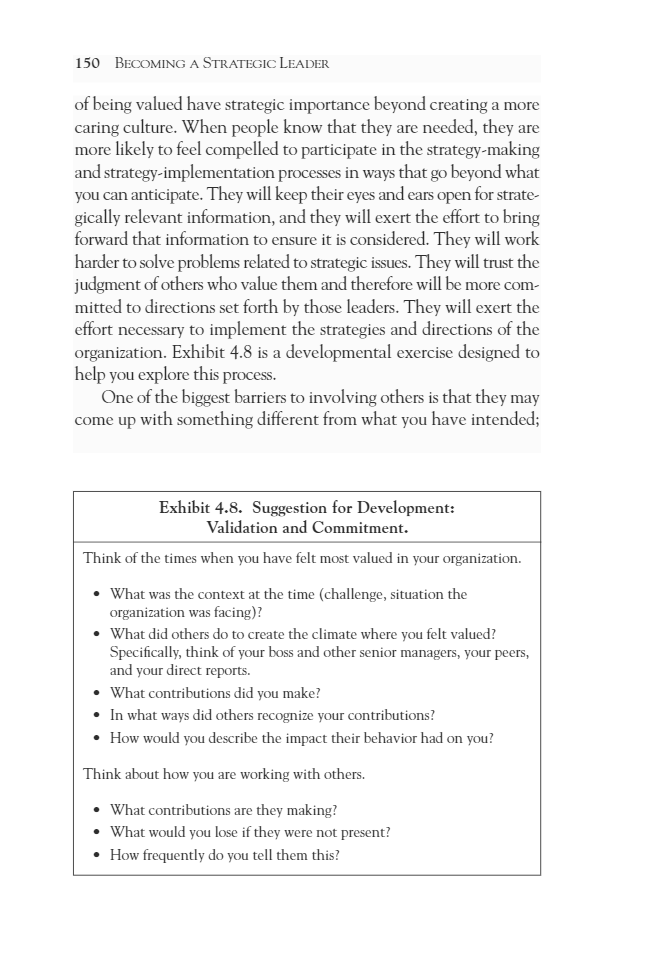 150 BECOMING A STRATEGIC LEADER
of being valued have strategic importance beyond creating a more
caring culture. When people know that they are needed, they are
more likely to feel compelled to participate in the strategy-making
and strategy-implementation processes in ways that go beyond what
you can anticipate. They will keep their eyes and ears open for strate-
gically relevant information, and they will exert the effort to bring
forward that information to ensure it is considered. They will work
harder to solve problems related to strategic issues. They will trust the
judgment of others who value them and therefore will be more com-
mitted to directions set forth by those leaders. They will exert the
effort necessary to implement the strategies and directions of the
organization. Exhibit 4.8 is a developmental exercise designed to
help you explore this process.
One of the biggest barriers to involving others is that they may
come up with something different from what you have intended;
Exhibit 4.8. Suggestion for Development:
Validation and Commitment.
Think of the times when you have felt most valued in your organization.
• What was the context at the time (challenge, situation the
organization was facing)?
• What did others do to create the climate where you felt valued?
Specifically, think of your boss and other senior managers, your peers,
and your direct reports.
• What contributions did you make?
• In what ways did others recognize your contributions?
• How would you describe the impact their behavior had on you?
Think about how you are working with others.
• What contributions are they making?
• What would you lose if they were not present?
• How frequently do you tell them this?